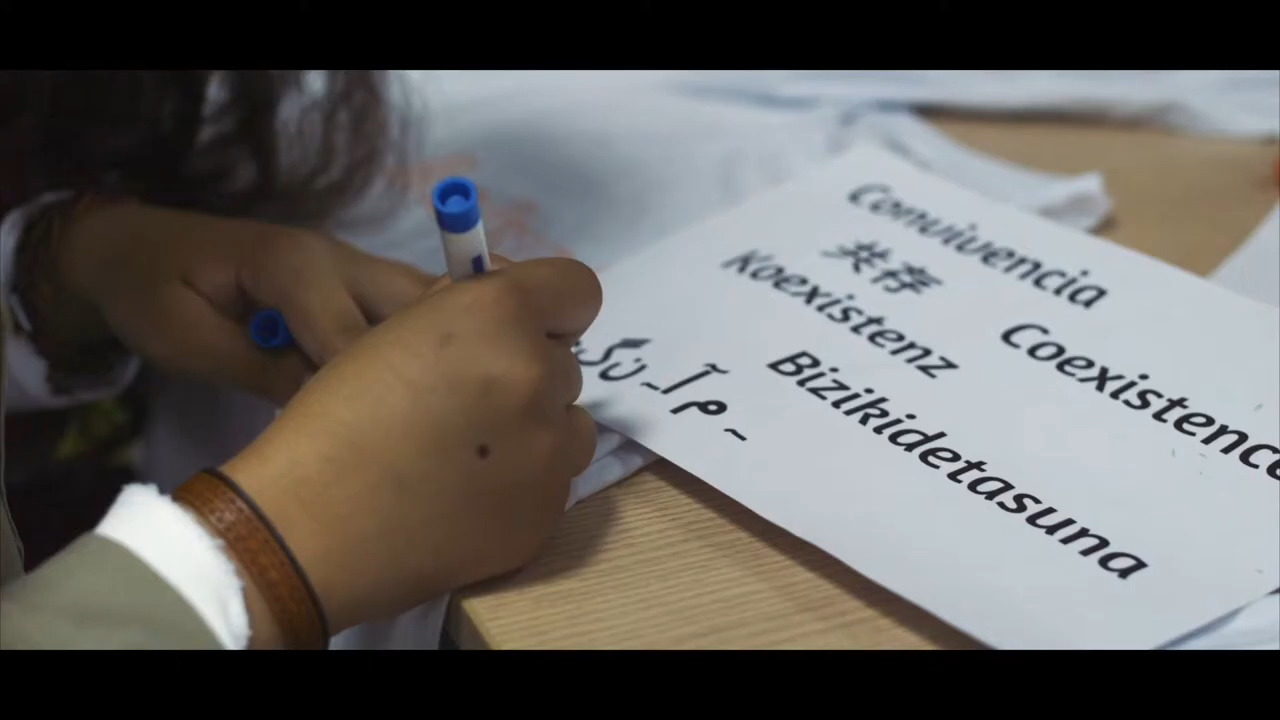 Convivencia
共存
Koexistenz
Coexistence
Bizikidetasuna